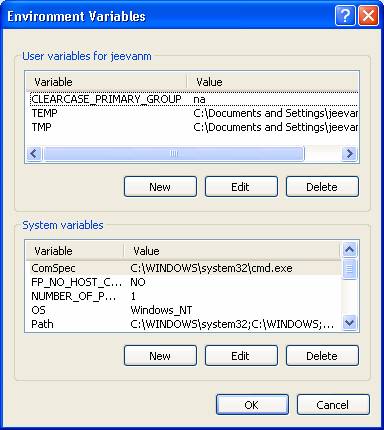 Environment Variables
User variables for jeevanm
Variable Value
CLEARCASE_PRIMARY_GROUP na
TEMP C:\Documents and Settings\jeevan
TMP C:\Documents and Settings\jeevan
New Edit Delete
System variables
Variable Value
ComSpec C:\WINDOWS\system32\cmd.exe
FP_NO_HOST_C... NO
NUMBER_OF_P... 1
OS Windows_NT
Path C:\WINDOWS\system32;C:\WINDOWS;...
New Edit Delete
OK Cancel